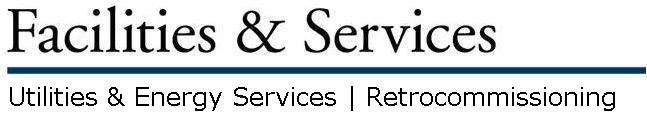 Facilities & Services
Utilities & Energy Services | Retrocommissioning